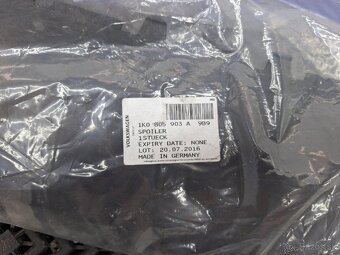 VOLKSWAGEN
1K0 805 903 A 9B9
SPOILER
1STUECK
EXPIRY DATE: NONE
LOT: 20.07.2016
MADE IN GERMANY